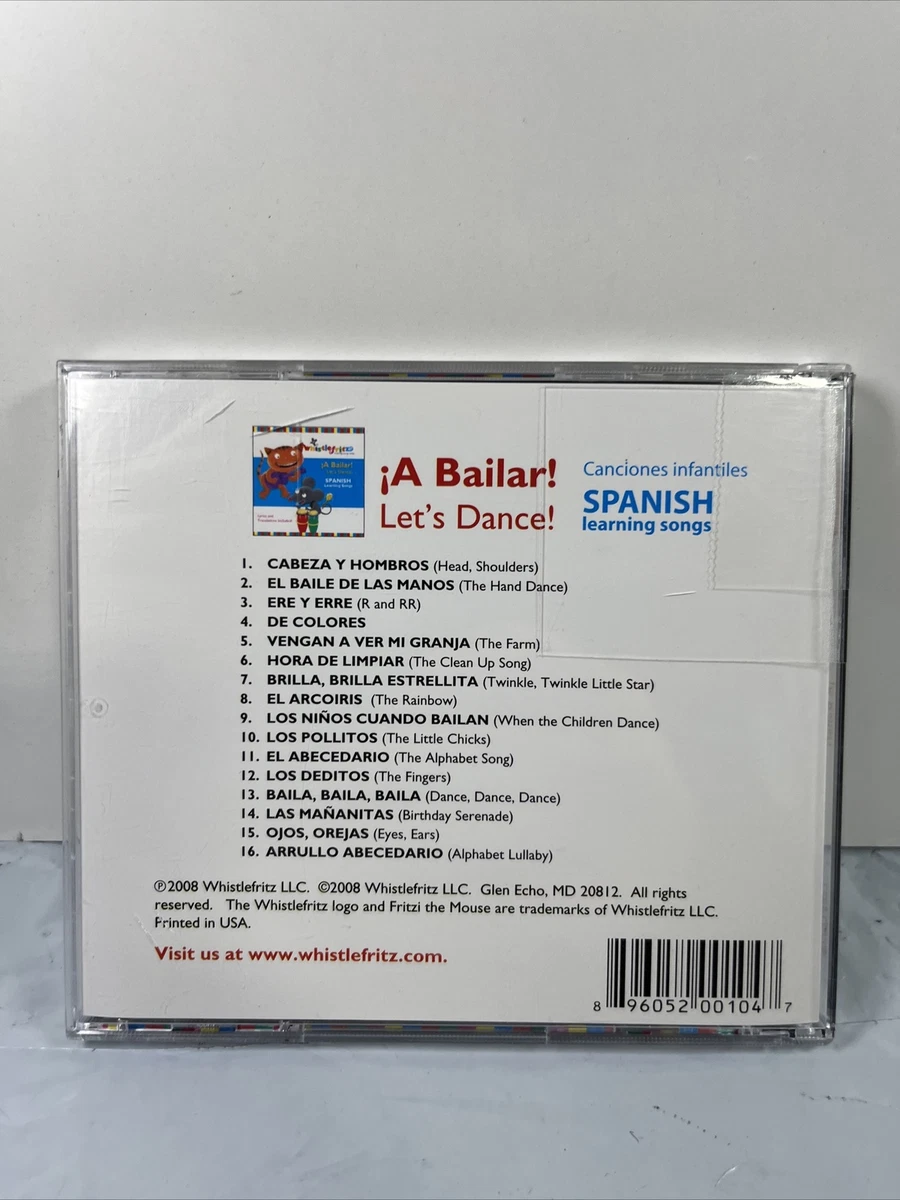 whistlefritz
¡A Bailar!
Let's Dance!
SPANISH
Learning Songs
¡A Bailar!
Let's Dance!
Canciones infantiles
SPANISH
learning songs
1. CABEZA Y HOMBROS (Head, Shoulders)
2. EL BAILE DE LAS MANOS (The Hand Dance)
3. ERE Y ERRE (R and RR)
4. DE COLORES
5. VENGAN A VER MI GRANJA (The Farm)
6. HORA DE LIMPIAR (The Clean Up Song)
7. BRILLA, BRILLA ESTRELLITA (Twinkle, Twinkle Little Star)
8. EL ARCOIRIS (The Rainbow)
9. LOS NIÑOS CUANDO BAILAN (When the Children Dance)
10. LOS POLLITOS (The Little Chicks)
11. EL ABECEDARIO (The Alphabet Song)
12. LOS DEDITOS (The Fingers)
13. BAILA, BAILA, BAILA (Dance, Dance, Dance)
14. LAS MAÑANITAS (Birthday Serenade)
15. OJOS, OREJAS (Eyes, Ears)
16. ARRULLO ABECEDARIO (Alphabet Lullaby)
℗2008 Whistlefritz LLC. ©2008 Whistlefritz LLC. Glen Echo, MD 20812. All rights
reserved. The Whistlefritz logo and Fritzi the Mouse are trademarks of Whistlefritz LLC.
Printed in USA.
Visit us at www.whistlefritz.com.
8 96052 00104 7